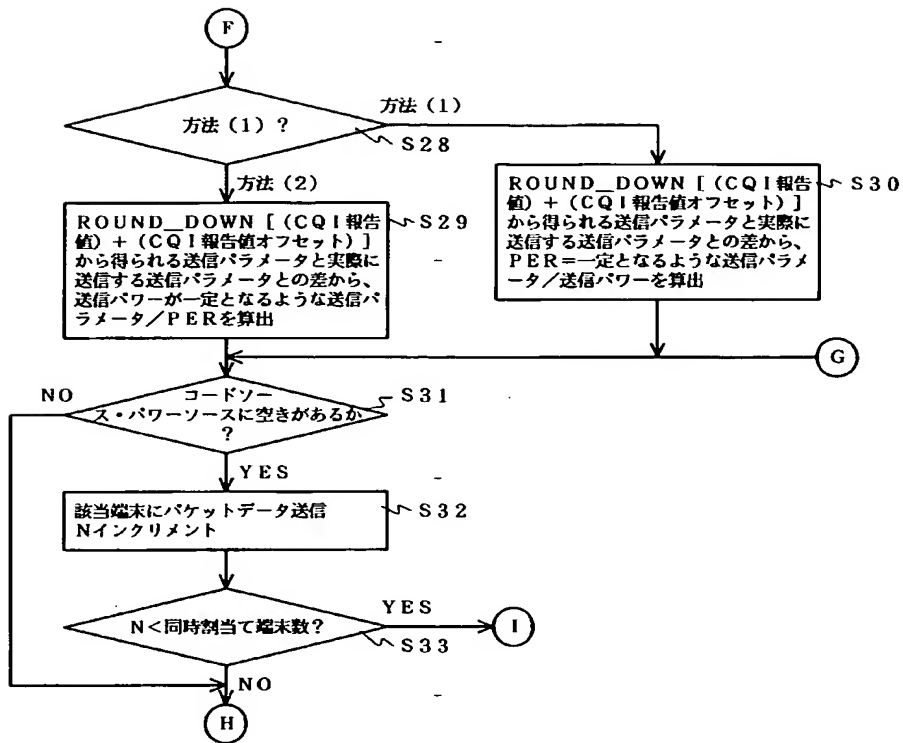 F
方法(1)?
方法(1)
S28
方法(2)
ROUND__DOWN[(CQI報告
値)+(CQI報告値オフセット)]
から得られる送信パラメータと実際に
送信する送信パラメータとの差から、
送信パワーが一定となるような送信パ
ラメータ/PERを算出
S29
ROUND__DOWN[(CQI報告
値)+(CQI報告値オフセット)]
から得られる送信パラメータと実際に
送信する送信パラメータとの差から、
PER=一定となるような送信パラメ
ータ/送信パワーを算出
S30
G
NO
コードソー
ス・パワーソースに空きがあるか
?
S31
YES
該当端末にパケットデータ送信
Nインクリメント
S32
N<同時割当て端末数?
YES
S33
I
NO
H